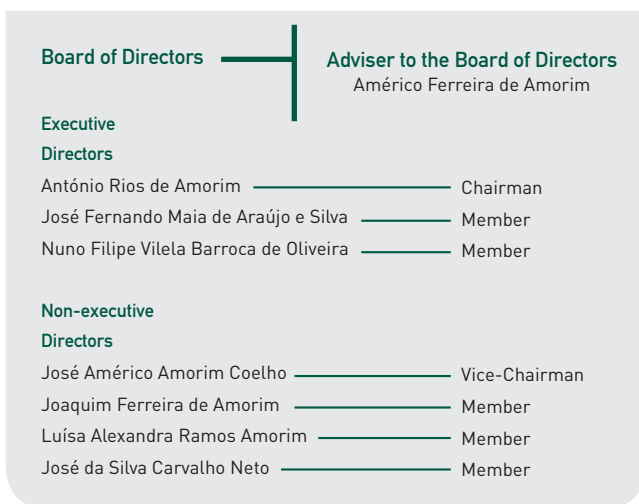 Board of Directors
Adviser to the Board of Directors
Américo Ferreira de Amorim
Executive
Directors
António Rios de Amorim Chairman
José Fernando Maia de Araújo e Silva Member
Nuno Filipe Vilela Barroca de Oliveira Member
Non-executive
Directors
José Américo Amorim Coelho Vice-Chairman
Joaquim Ferreira de Amorim Member
Luísa Alexandra Ramos Amorim Member
José da Silva Carvalho Neto Member